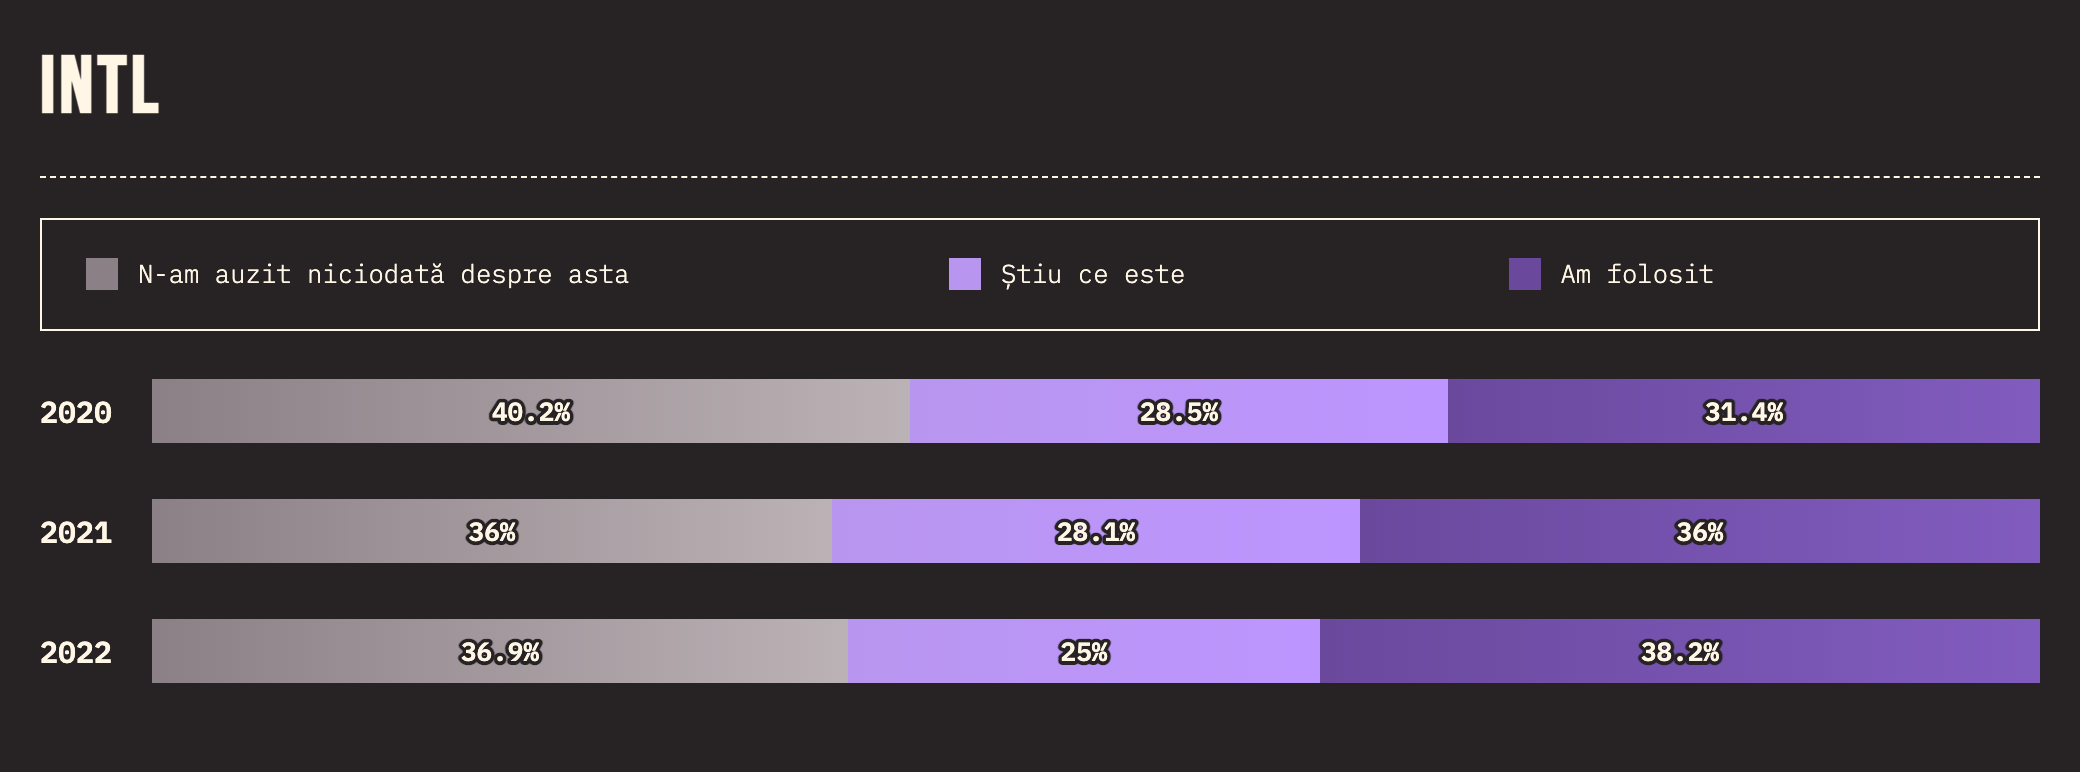 INTL
N-am auzit niciodată despre asta Știu ce este Am folosit
2020 40.2% 28.5% 31.4%
2021 36% 28.1% 36%
2022 36.9% 25% 38.2%